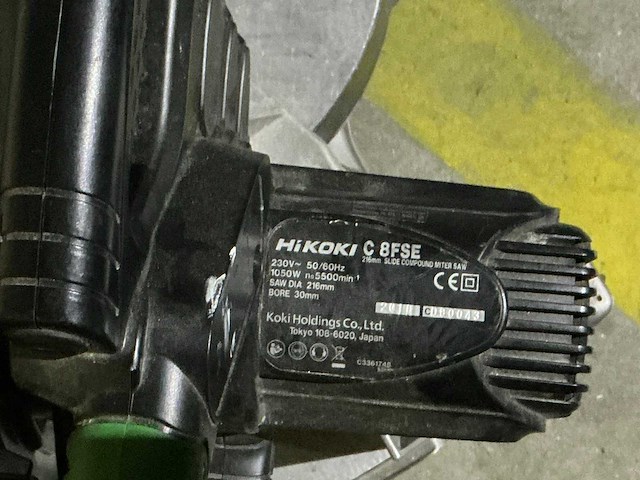 HiKOKI C 8FSE
216mm SLIDE COMPOUND MITER SAW
230V~ 50/60Hz
1050W n₀5500min⁻¹
SAW DIA 216mm
BORE 30mm
CE
C080043
Koki Holdings Co., Ltd.
Tokyo 108-6020, Japan